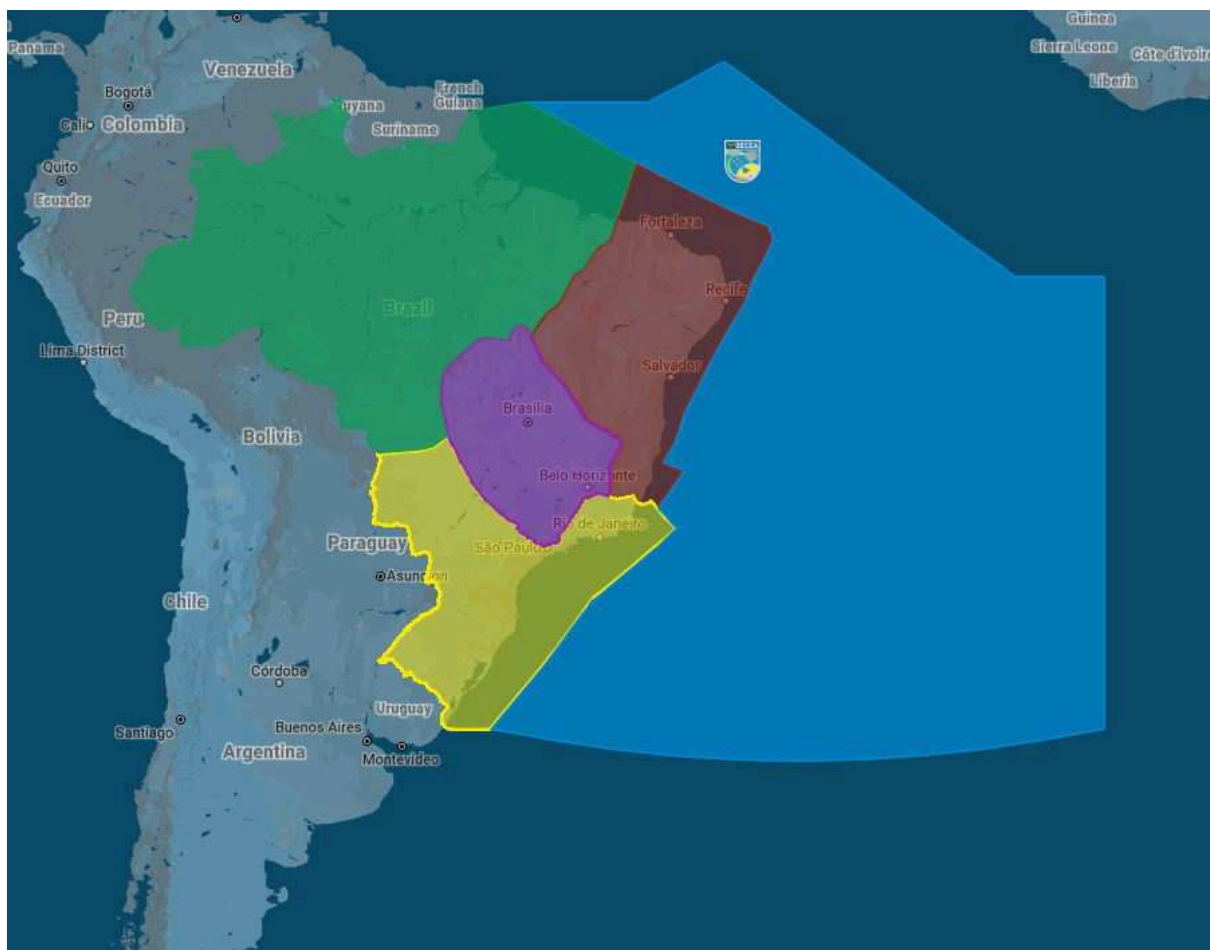 Guinea
Panama
Sierra Leone
Côte d'Ivoire
Venezuela
Liberia
Bogotá
French
Guiana
Guyana
Cali
Colombia
Suriname
DECEA
Quito
Ecuador
Fortaleza
Recife
Brazil
Peru
Lima District
Salvador
Brasília
Bolivia
Belo Horizonte
Rio de Janeiro
Paraguay
São Paulo
Asunción
Chile
Córdoba
Uruguay
Santiago
Buenos Aires
Argentina
Montevideo